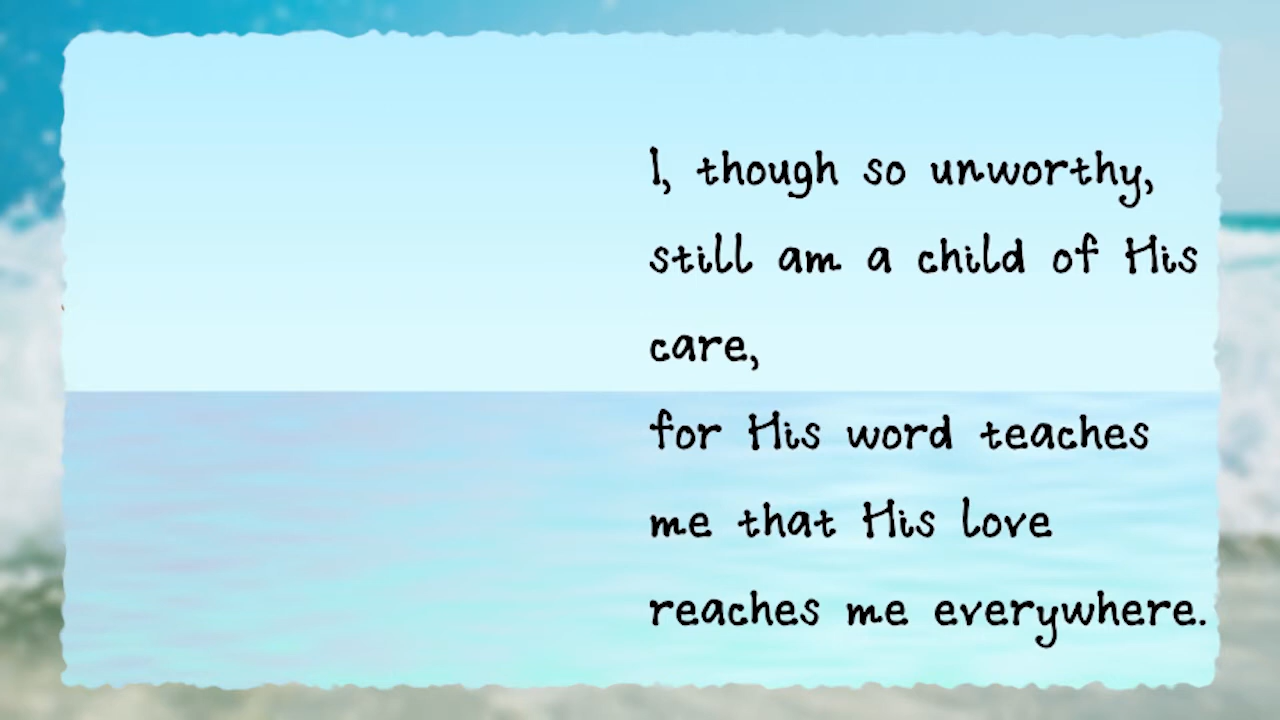 I, though so unworthy,
still am a child of His
care,
for His word teaches
me that His love
reaches me everywhere.